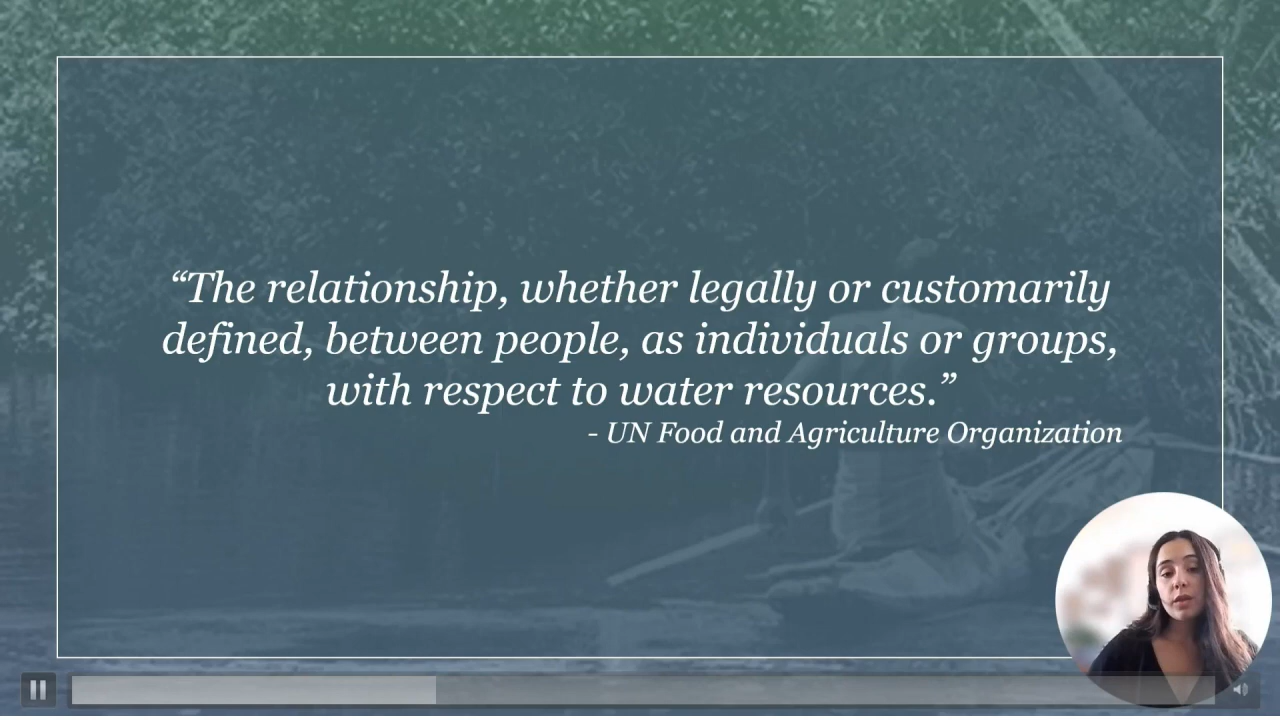 “The relationship, whether legally or customarily
defined, between people, as individuals or groups,
with respect to water resources.”
- UN Food and Agriculture Organization